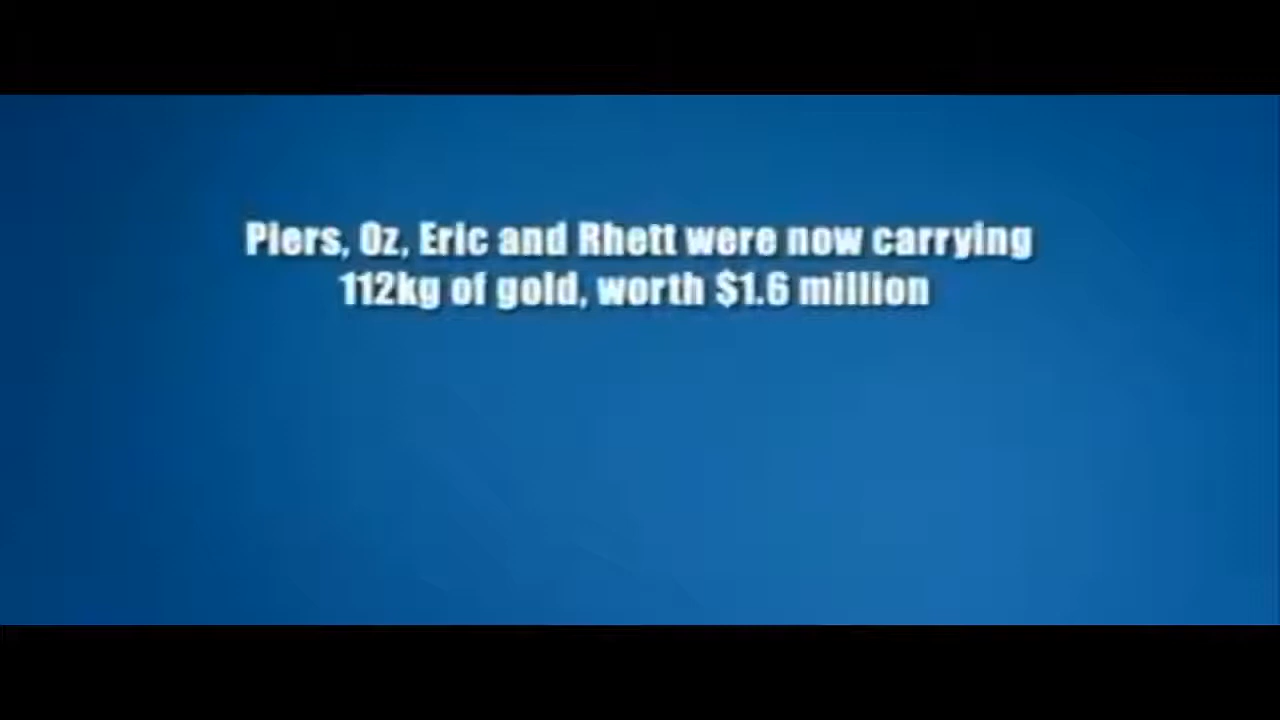 Piers, Oz, Eric and Rhett were now carrying
112kg of gold, worth $1.6 million